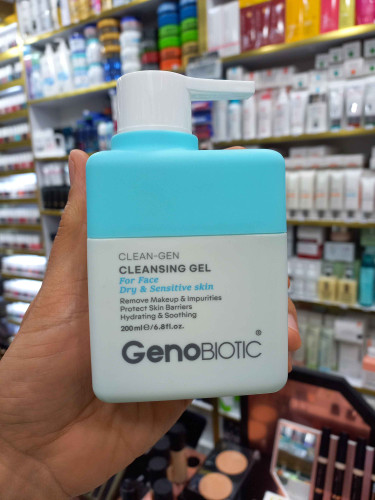 CLEAN-GEN
CLEANSING GEL
For Face
Dry & Sensitive skin
Remove Makeup & Impurities
Protect Skin Barriers
Hydrating & Soothing
200ml℮/6.8fl.oz.
GenoBIOTIC®